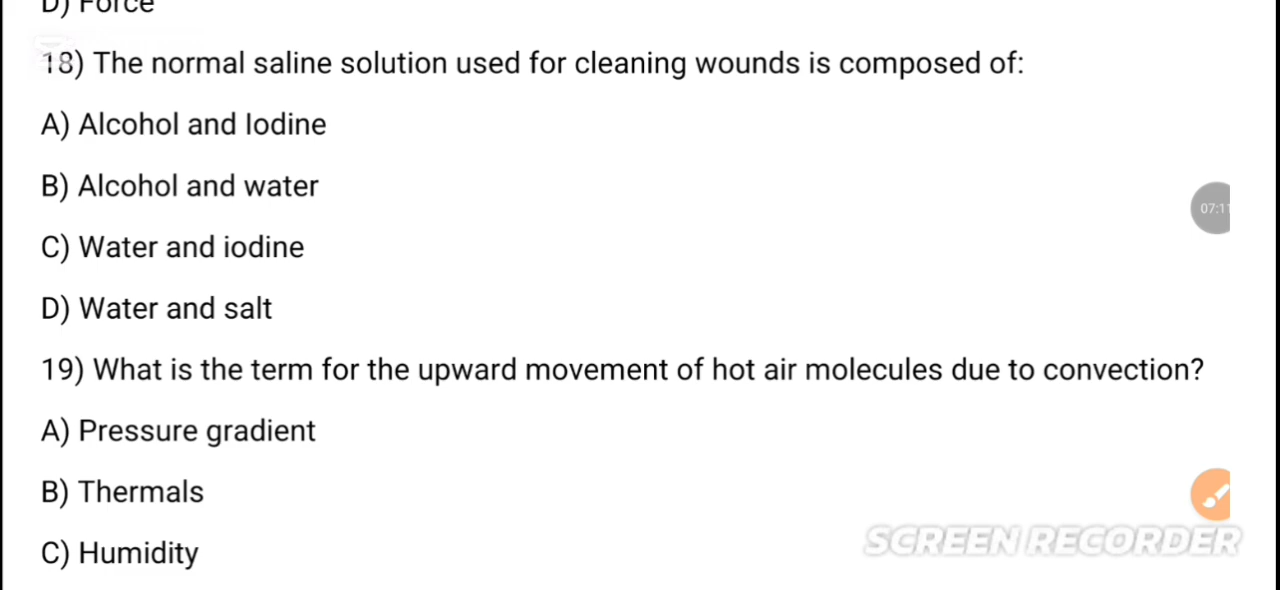 D) Force
18) The normal saline solution used for cleaning wounds is composed of:
A) Alcohol and Iodine
B) Alcohol and water
07:11
C) Water and iodine
D) Water and salt
19) What is the term for the upward movement of hot air molecules due to convection?
A) Pressure gradient
B) Thermals
SCREEN RECORDER
C) Humidity